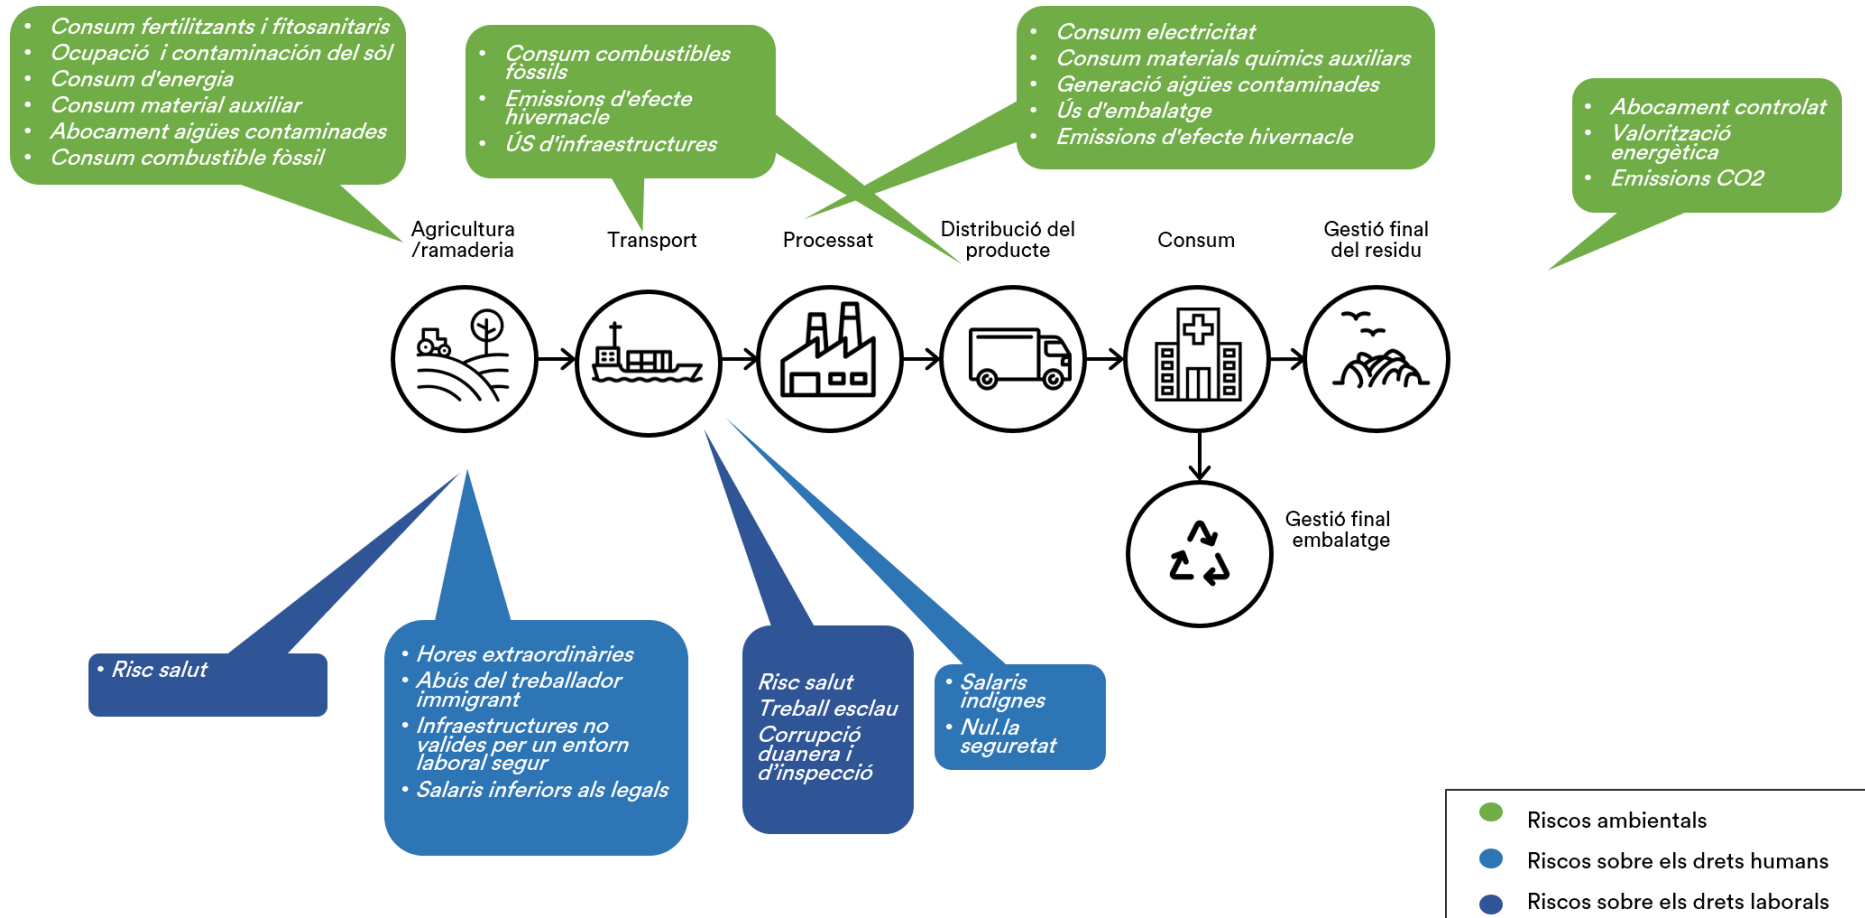 • Consum fertilitzants i fitosanitaris
• Ocupació i contaminación del sòl
• Consum d'energia
• Consum material auxiliar
• Abocament aigües contaminades
• Consum combustible fòssil
• Consum combustibles
fòssils
• Emissions d'efecte
hivernacle
• ÚS d'infraestructures
• Consum electricitat
• Consum materials químics auxiliars
• Generació aigües contaminades
• Ús d'embalatge
• Emissions d'efecte hivernacle
• Abocament controlat
• Valorització
energètica
• Emissions CO2
Agricultura
/ramaderia
Transport
Processat
Distribució del
producte
Consum
Gestió final
del residu
Gestió final
embalatge
• Risc salut
• Hores extraordinàries
• Abús del treballador
immigrant
• Infraestructures no
valides per un entorn
laboral segur
• Salaris inferiors als legals
Risc salut
Treball esclau
Corrupció
duanera i
d’inspecció
• Salaris
indignes
• Nul.la
seguretat
Riscos ambientals
Riscos sobre els drets humans
Riscos sobre els drets laborals